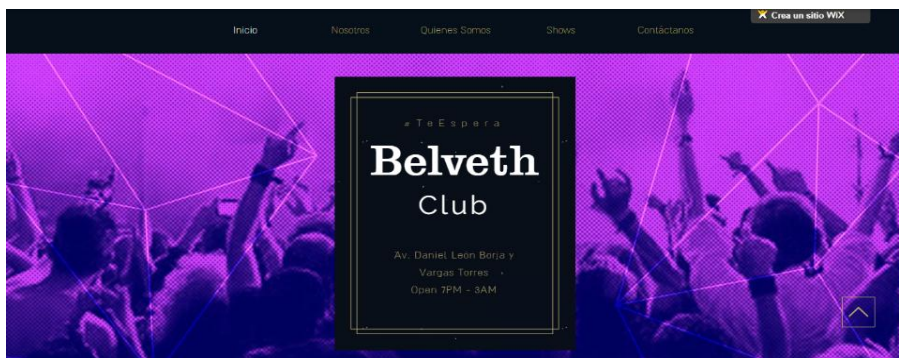 Crea un sitio WiX
Inicio Nosotros Quienes Somos Shows Contáctanos
#TeEspera
Belveth
Club
Av. Daniel León Borja y
Vargas Torres
Open 7PM - 3AM